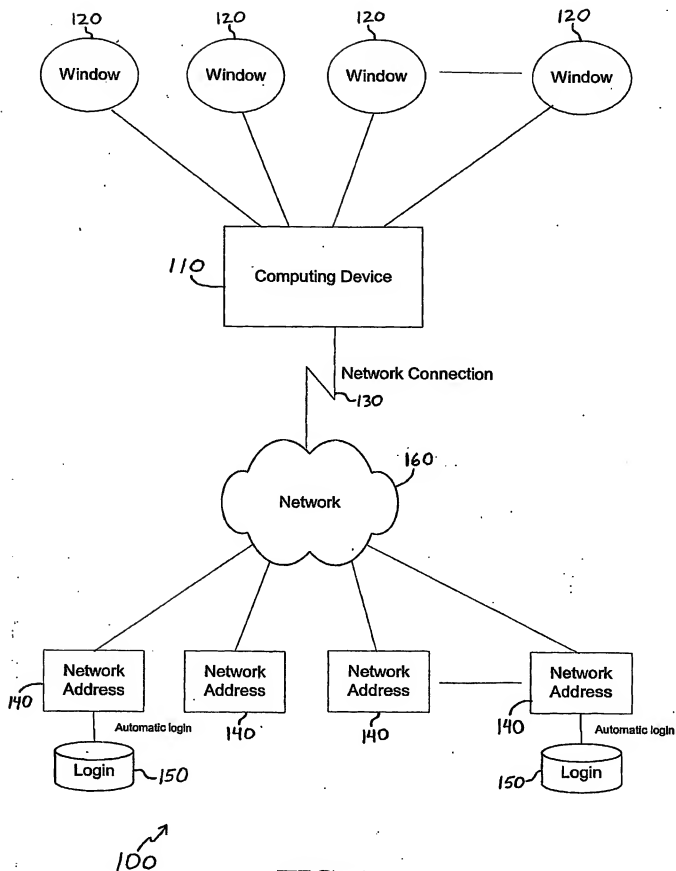 120 120 120 120
Window Window Window Window
110
Computing Device
Network Connection
130
160
Network
Network Network Network Network
Address Address Address Address
140 140 140 140
Automatic login Automatic login
Login Login
150 150
100